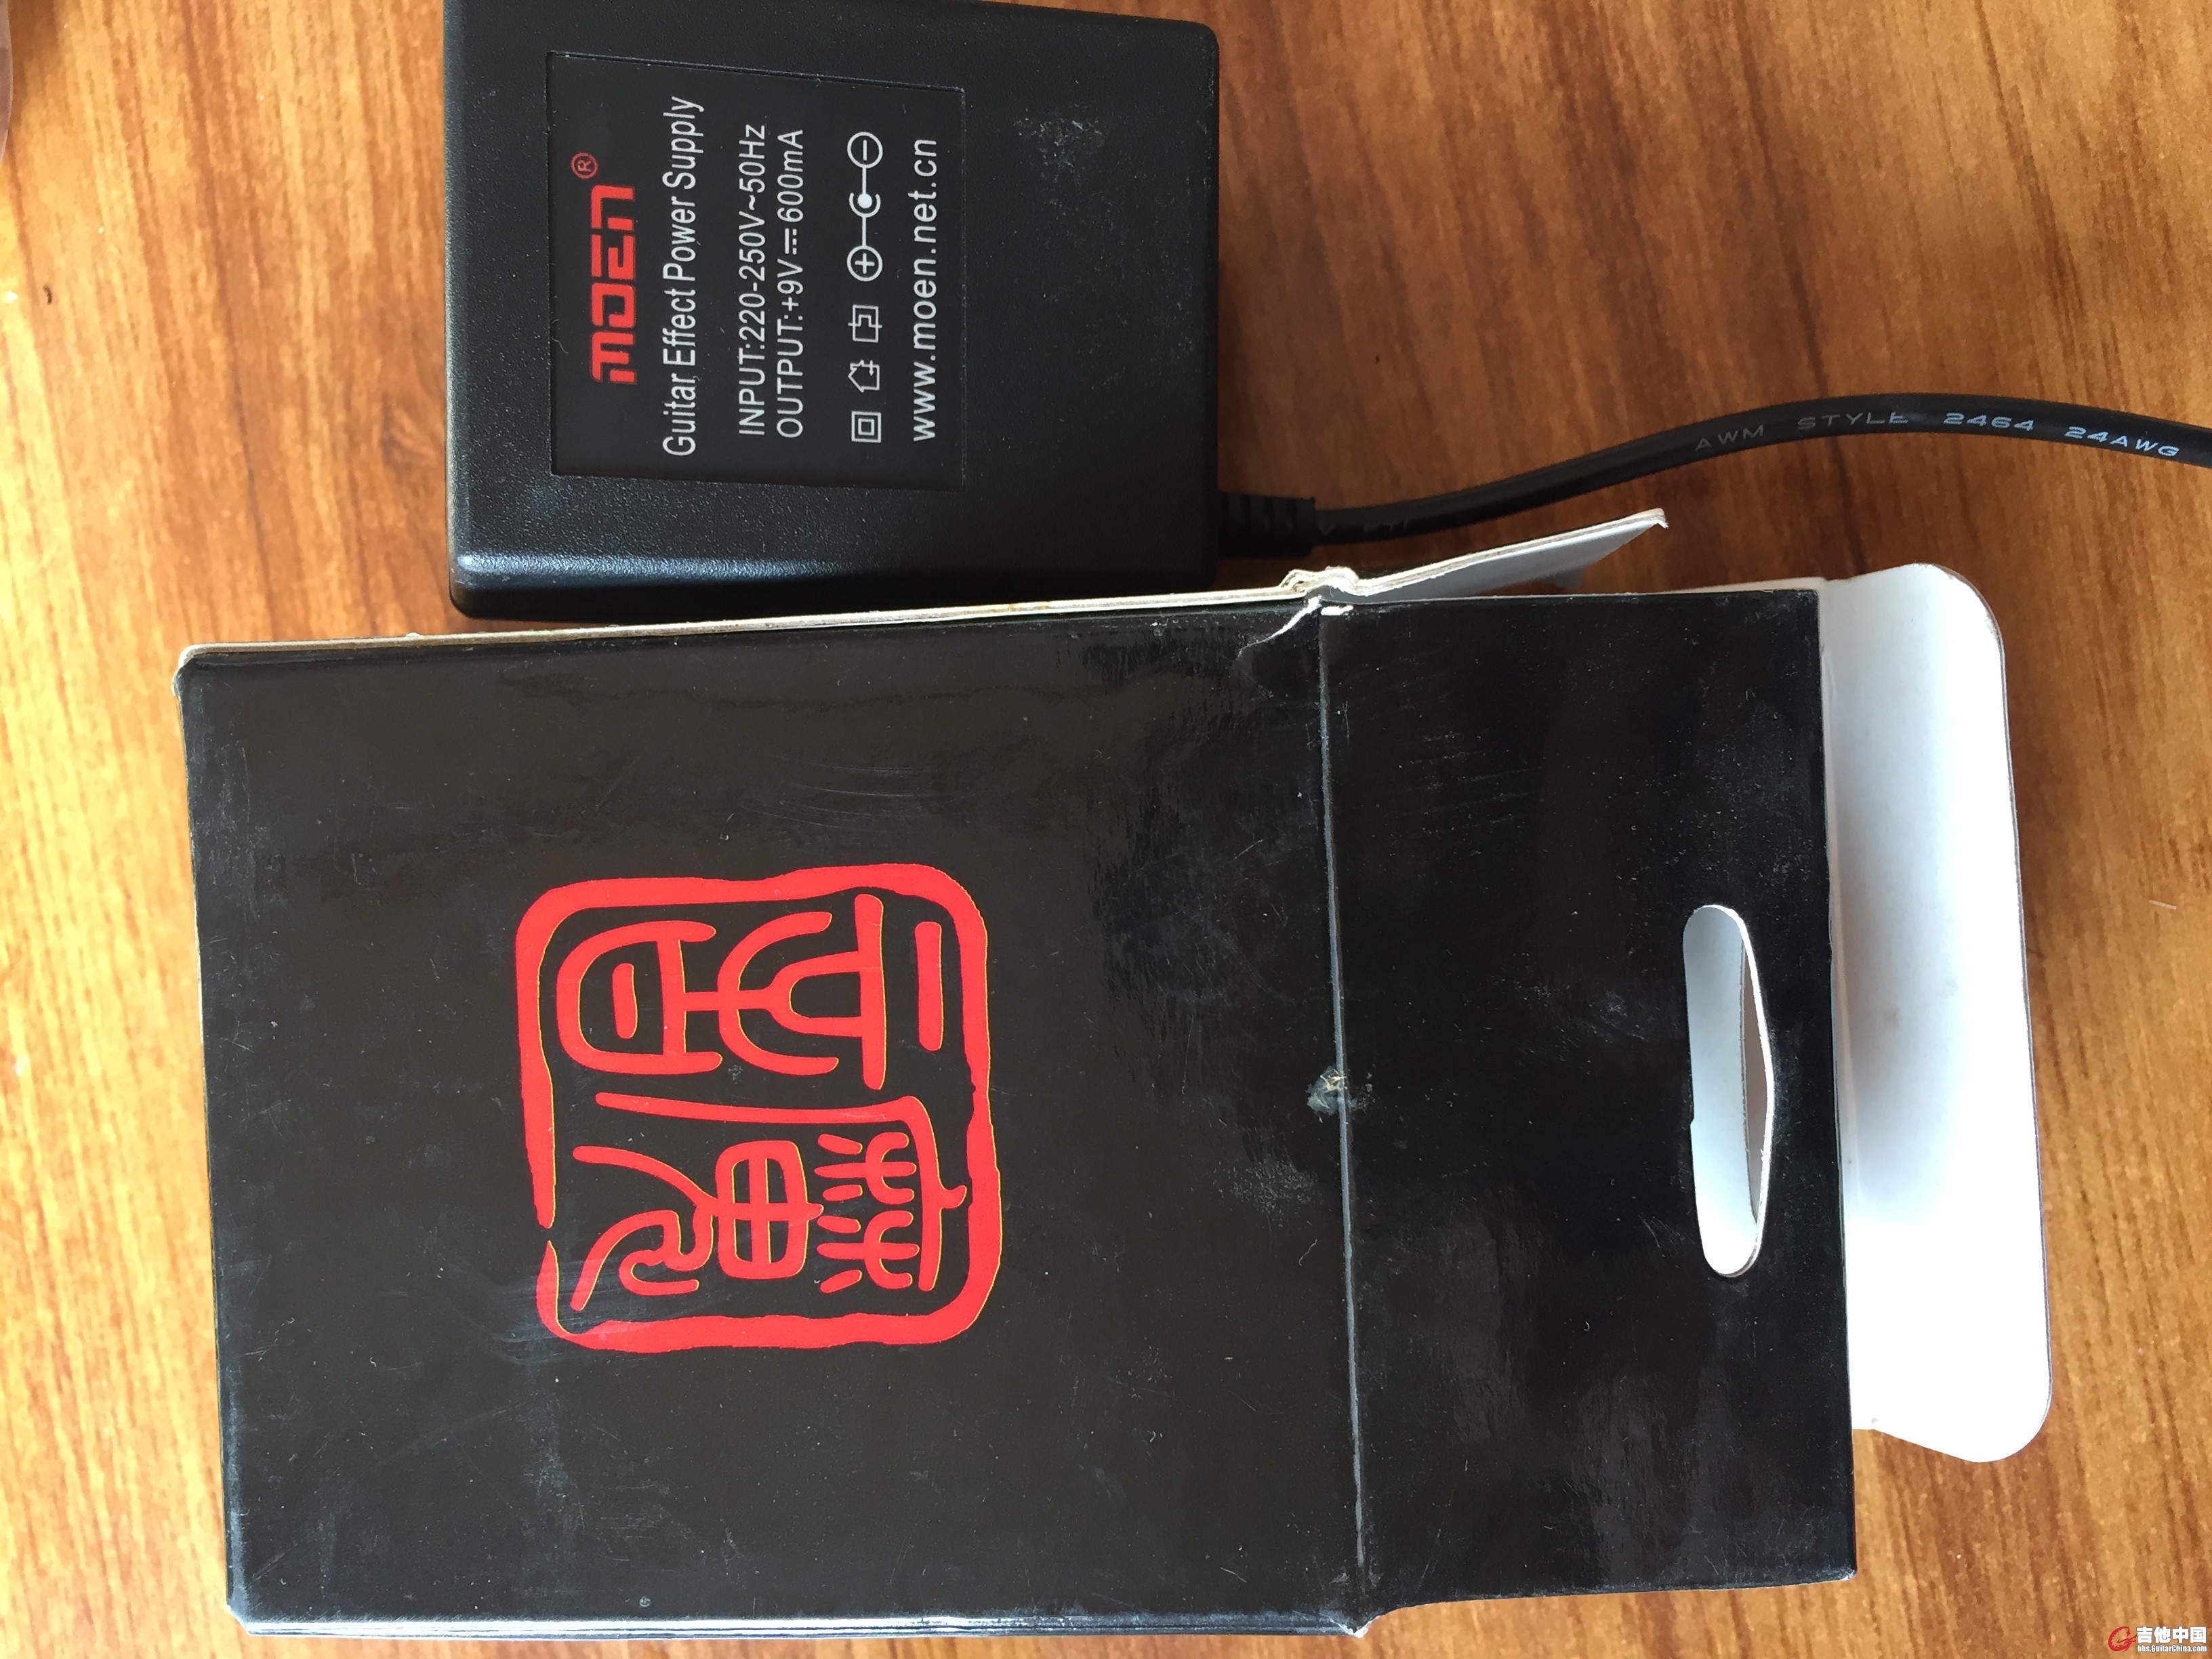 MOEN®
Guitar Effect Power Supply
INPUT:220-250V~50Hz
OUTPUT:+9V⎓600mA
www.moen.net.cn
AWM STYLE 2464 24AWG
吉他中国
bbs.GuitarChina.com